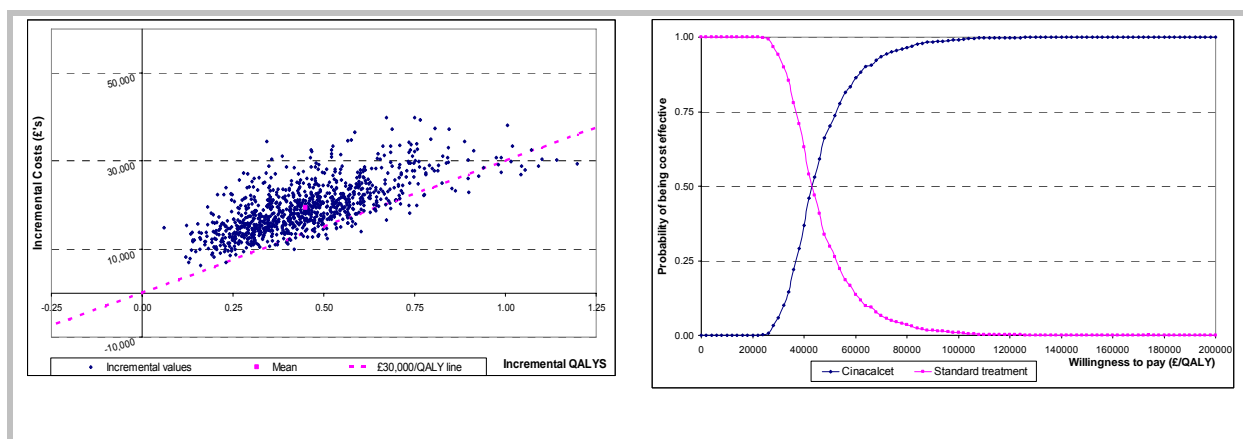 50,000
30,000
10,000
-10,000
Incremental Costs (£'s)
-0.25 0.00 0.25 0.50 0.75 1.00 1.25
Incremental values Mean £30,000/QALY line Incremental QALYS
1.00
0.75
0.50
0.25
0.00
Probability of being cost effective
0 20000 40000 60000 80000 100000 120000 140000 160000 180000 200000
Willingness to pay (£/QALY)
Cinacalcet Standard treatment